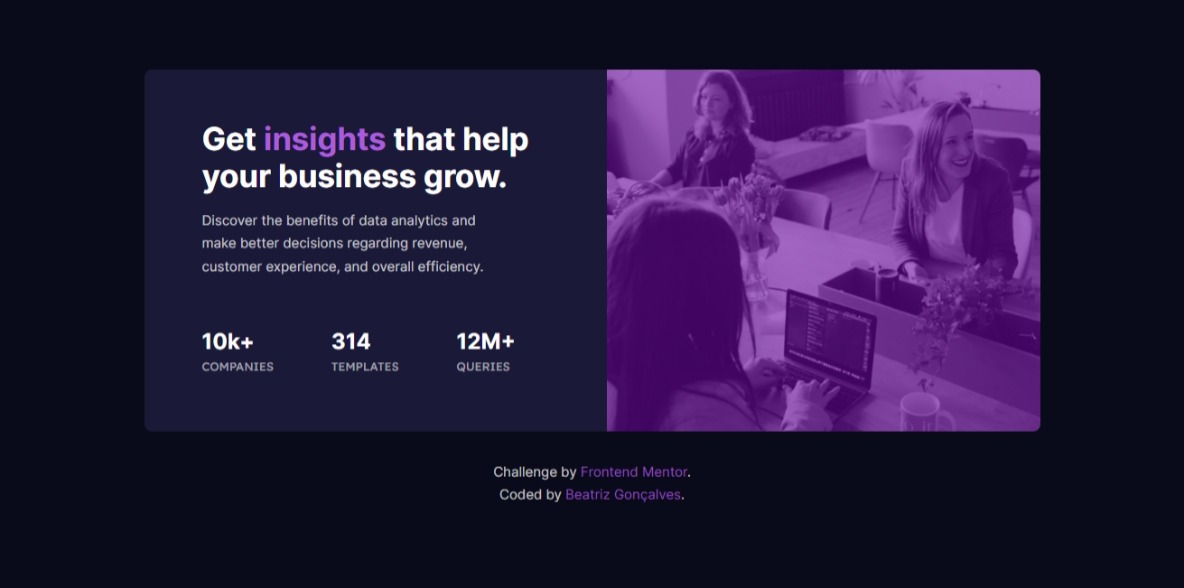 Get insights that help
your business grow.
Discover the benefits of data analytics and
make better decisions regarding revenue,
customer experience, and overall efficiency.
10k+ 314 12M+
COMPANIES TEMPLATES QUERIES
Challenge by Frontend Mentor.
Coded by Beatriz Gonçalves.